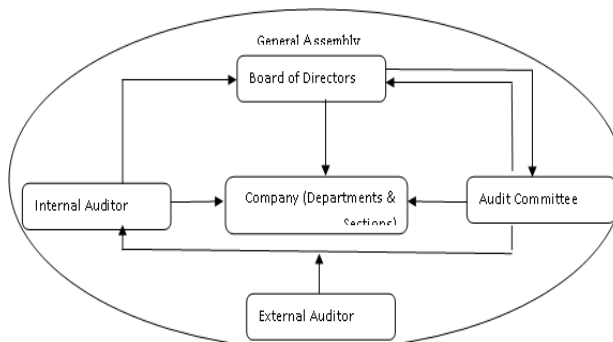 General Assembly
Board of Directors
Internal Auditor
Company (Departments &
Sections)
Audit Committee
External Auditor